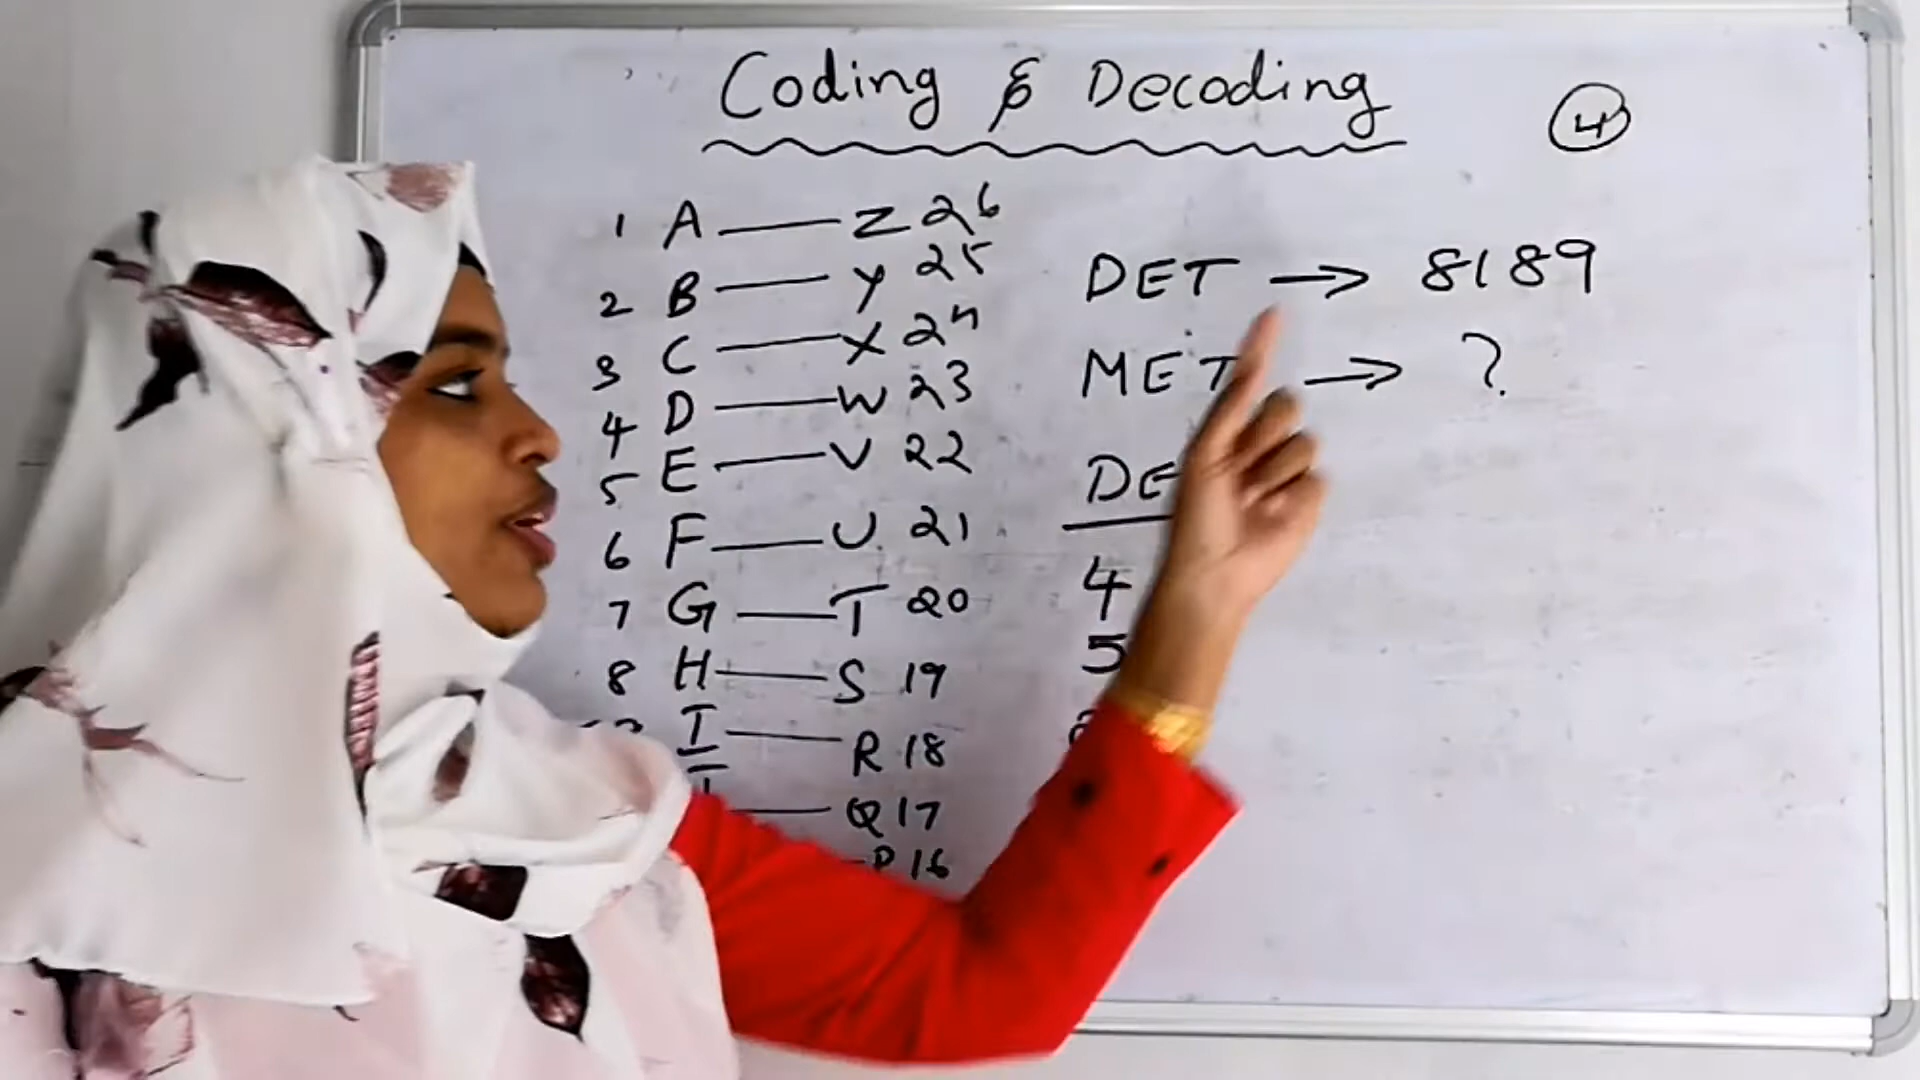 Coding & Decoding
4
1 A — Z 26
2 B — Y 25
3 C — X 24
4 D — W 23
5 E — V 22
6 F — U 21
7 G — T 20
8 H — S 19
I — R 18
Q 17
P 16
DET → 8189
MET → ?
DE
4
5